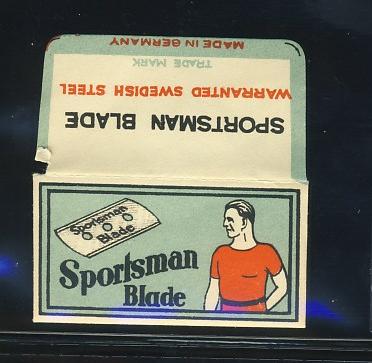 SPORTSMAN BLADE
WARRANTED SWEDISH STEEL
TRADE MARK
MADE IN GERMANY
Sportsman
Blade
Sportsman
Blade